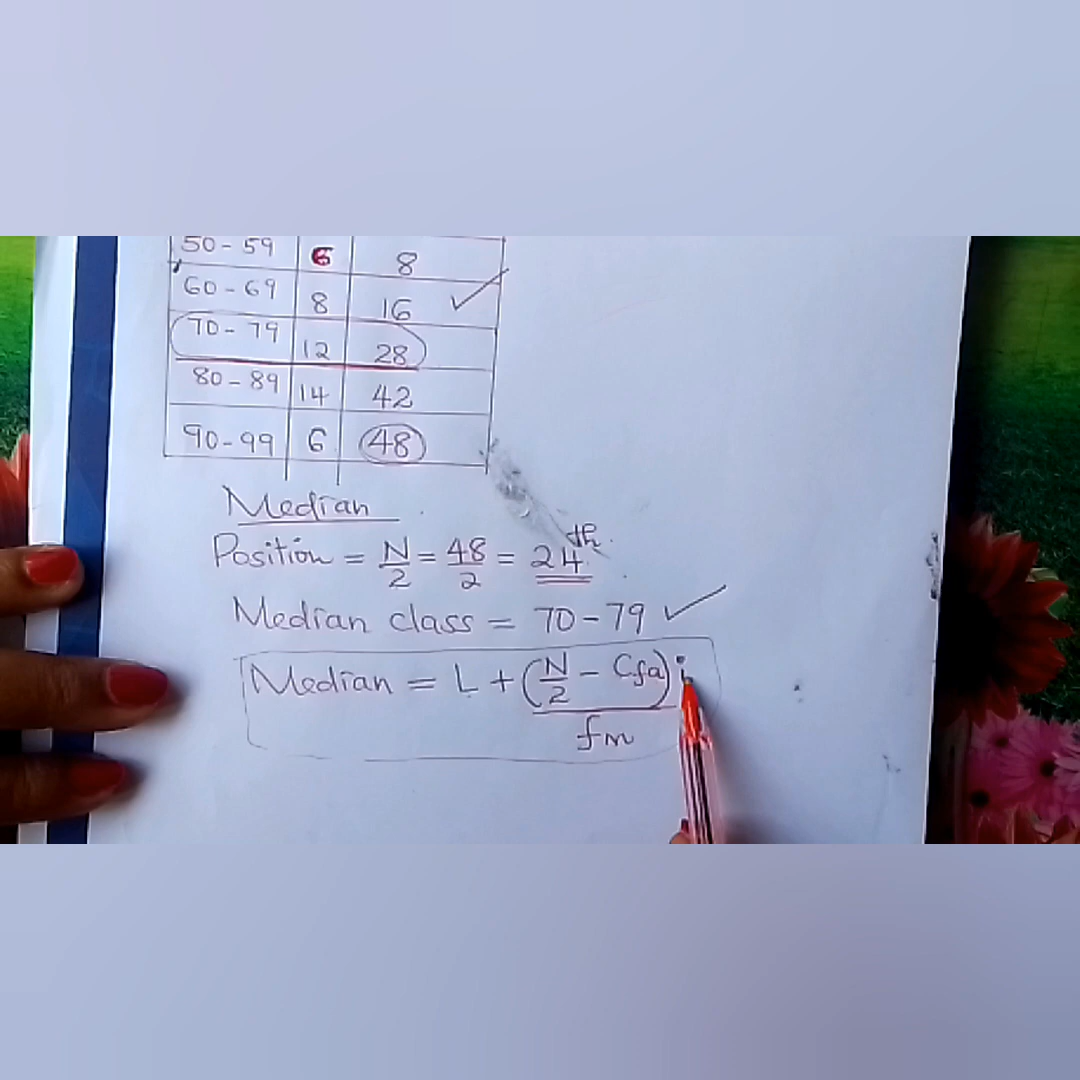 50-59 6 8
60-69 8 16 ✓
70-79 12 28
80-89 14 42
90-99 6 48
Median
Position = N/2 = 48/2 = 24th.
Median class = 70-79 ✓
Median = L + (N/2 - Cfa) i / fm